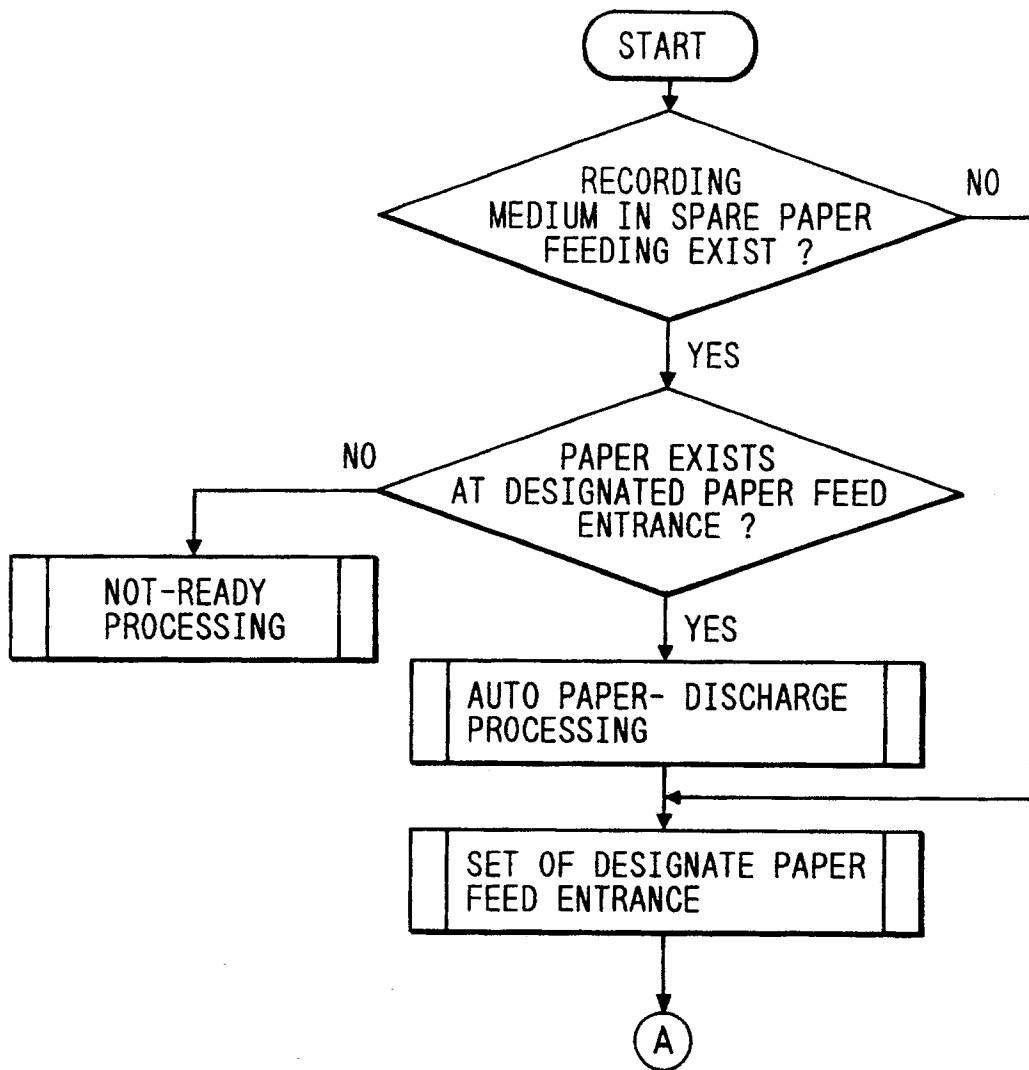 START
RECORDING
MEDIUM IN SPARE PAPER
FEEDING EXIST ?
NO
YES
PAPER EXISTS
AT DESIGNATED PAPER FEED
ENTRANCE ?
NO
NOT-READY
PROCESSING
YES
AUTO PAPER- DISCHARGE
PROCESSING
SET OF DESIGNATE PAPER
FEED ENTRANCE
A